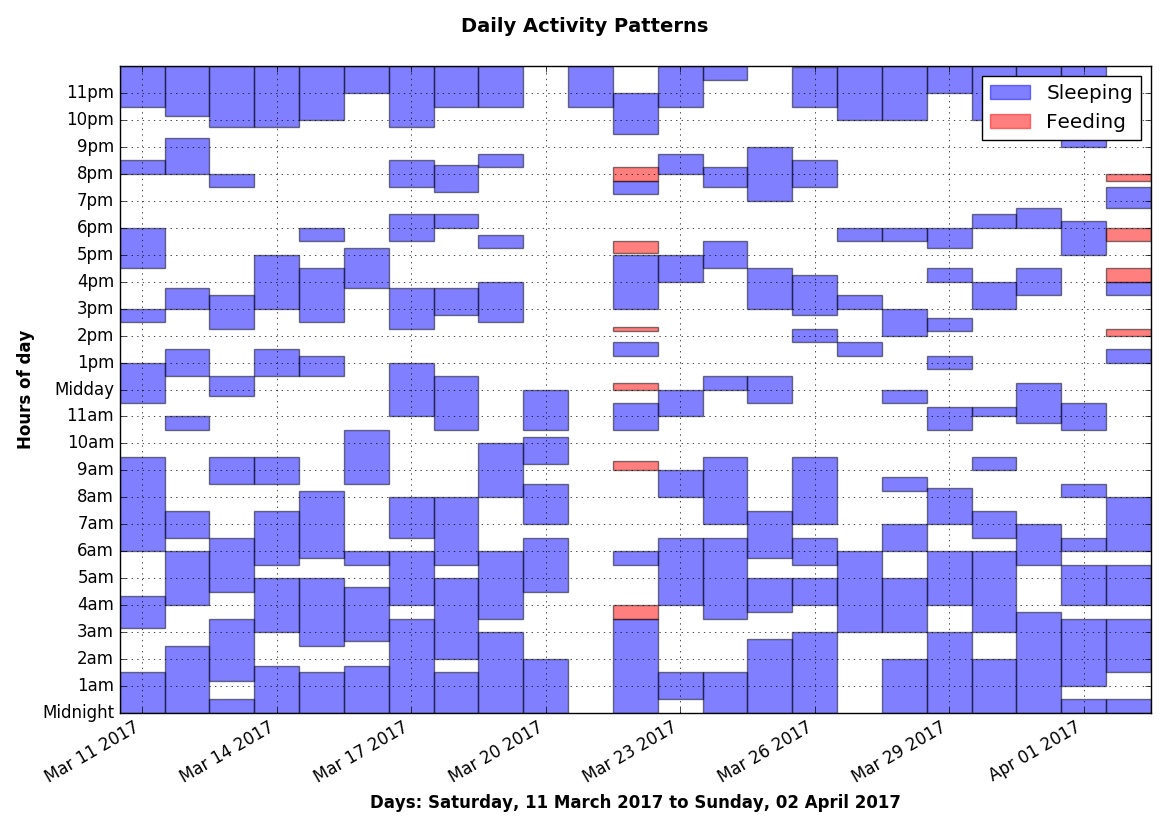 Daily Activity Patterns
Sleeping
Feeding
Hours of day
11pm
10pm
9pm
8pm
7pm
6pm
5pm
4pm
3pm
2pm
1pm
Midday
11am
10am
9am
8am
7am
6am
5am
4am
3am
2am
1am
Midnight
Mar 11 2017
Mar 14 2017
Mar 17 2017
Mar 20 2017
Mar 23 2017
Mar 26 2017
Mar 29 2017
Apr 01 2017
Days: Saturday, 11 March 2017 to Sunday, 02 April 2017